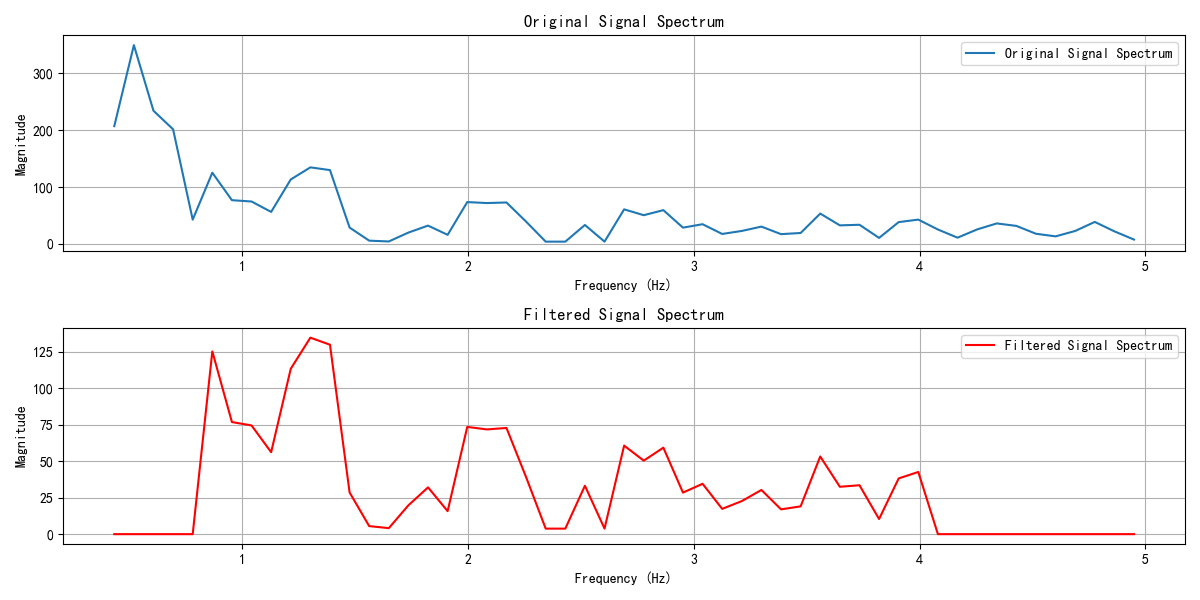 Original Signal Spectrum
Original Signal Spectrum
300
200
100
0
Magnitude
1 2 3 4 5
Frequency (Hz)
Filtered Signal Spectrum
Filtered Signal Spectrum
125
100
75
50
25
0
Magnitude
1 2 3 4 5
Frequency (Hz)